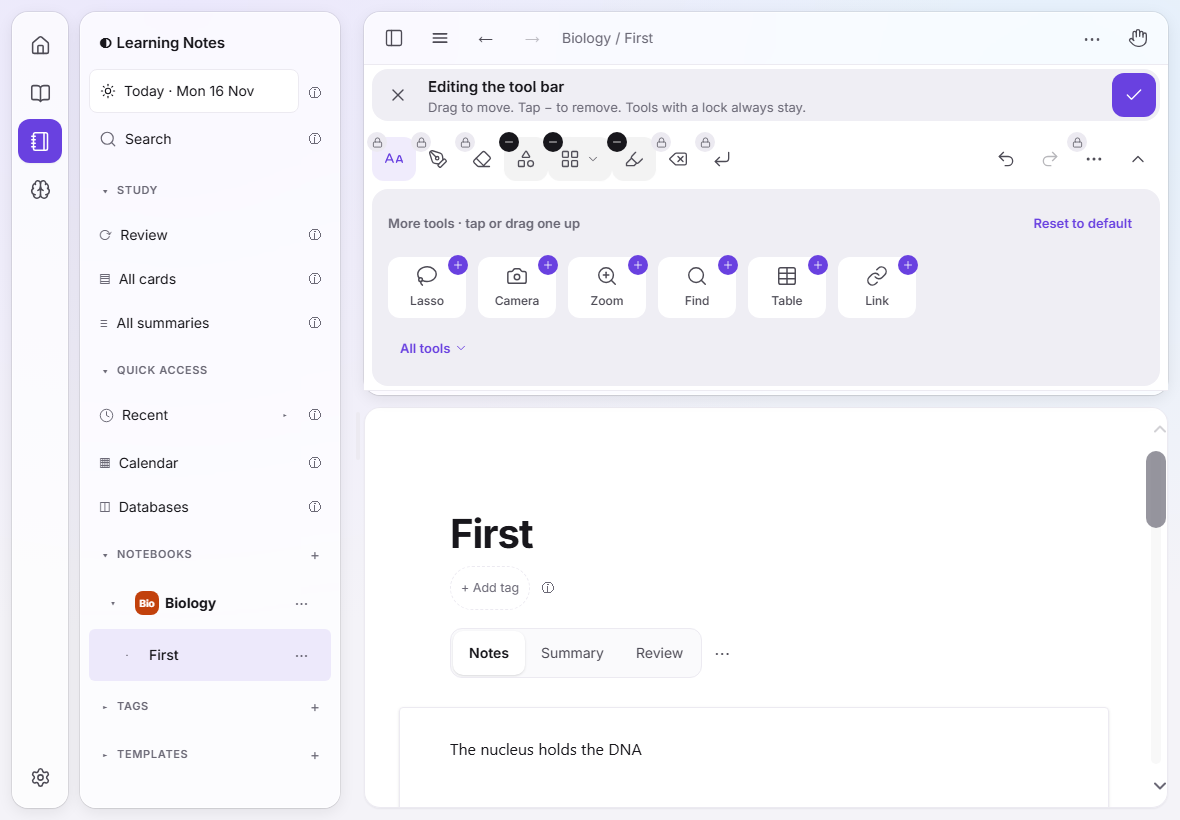 Learning Notes
Today · Mon 16 Nov
Search
STUDY
Review
All cards
All summaries
QUICK ACCESS
Recent
Calendar
Databases
NOTEBOOKS
Bio Biology
First
TAGS
TEMPLATES
Biology / First
Editing the tool bar
Drag to move. Tap − to remove. Tools with a lock always stay.
AA
More tools · tap or drag one up
Reset to default
Lasso Camera Zoom Find Table Link
All tools
First
+ Add tag
Notes Summary Review
The nucleus holds the DNA